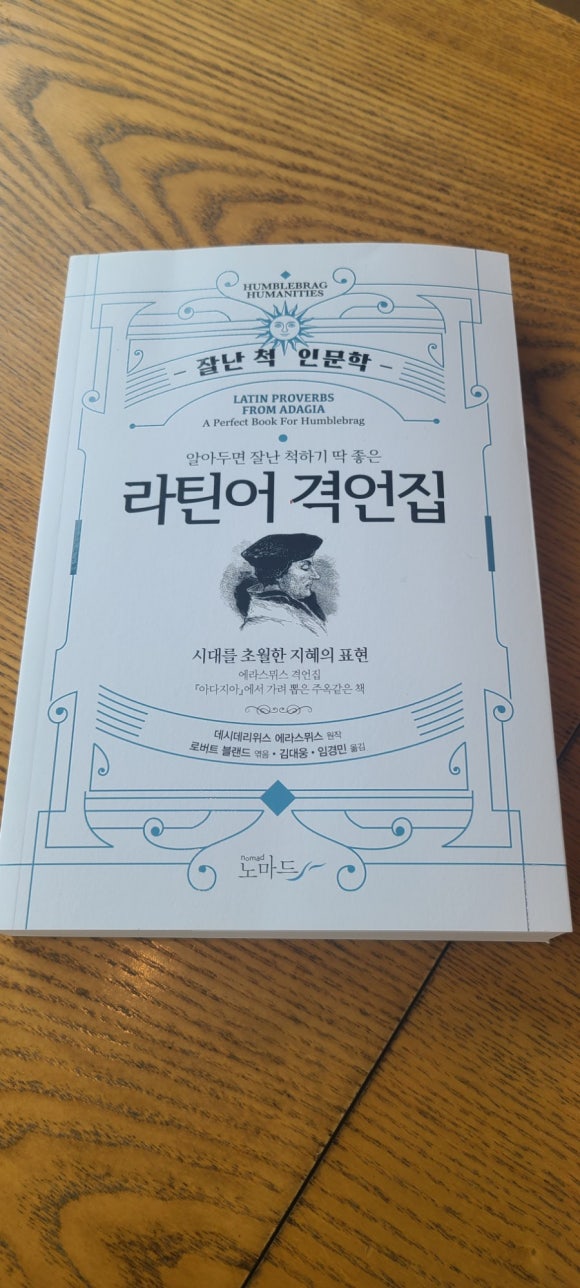 HUMBLEBRAG
HUMANITIES
- 잘난 척 인문학 -
LATIN PROVERBS
FROM ADAGIA
A Perfect Book For Humblebrag
알아두면 잘난 척하기 딱 좋은
라틴어 격언집
시대를 초월한 지혜의 표현
에라스뮈스 격언집
『아다지아』에서 가려 뽑은 주옥같은 책
데시데리위스 에라스뮈스 원작
로버트 블랜드 엮음 • 김대웅 • 임경민 옮김
nomad
노마드